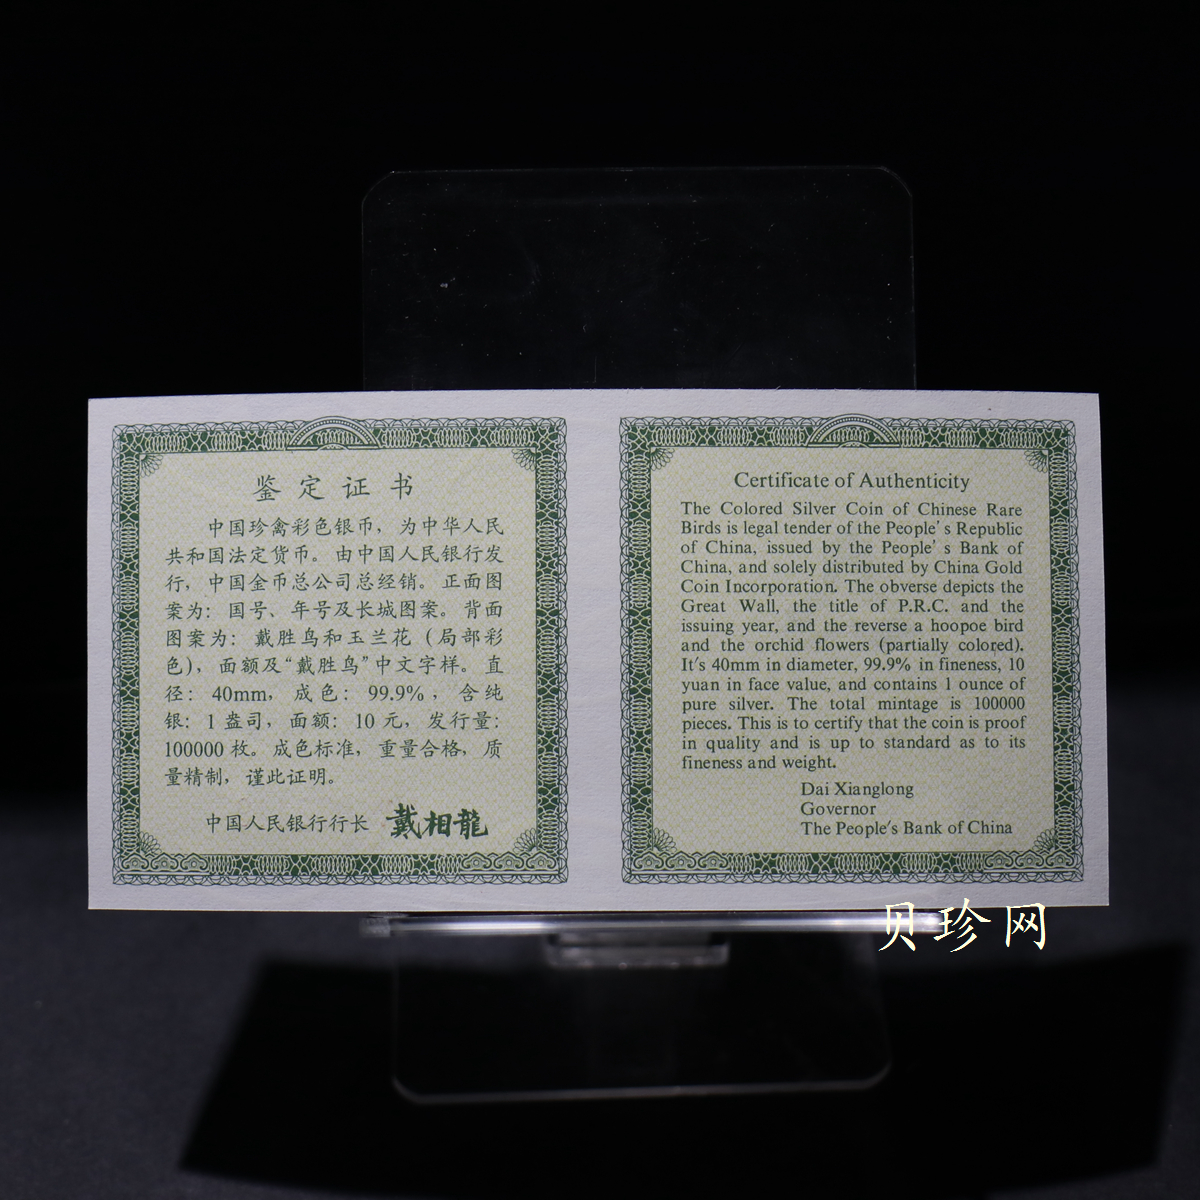 鉴定证书
中国珍禽彩色银币，为中华人民
共和国法定货币。由中国人民银行发
行，中国金币总公司总经销。正面图
案为：国号、年号及长城图案。背面
图案为：戴胜鸟和玉兰花（局部彩
色），面额及“戴胜鸟”中文字样。直
径：40mm，成色：99.9%，含纯
银：1盎司，面额：10元，发行量：
100000枚。成色标准，重量合格，质
量精制，谨此证明。
中国人民银行行长 戴相龍
Certificate of Authenticity
The Colored Silver Coin of Chinese Rare
Birds is legal tender of the People's Republic
of China, issued by the People's Bank of
China, and solely distributed by China Gold
Coin Incorporation. The obverse depicts the
Great Wall, the title of P.R.C. and the
issuing year, and the reverse a hoopoe bird
and the orchid flowers (partially colored).
It's 40mm in diameter, 99.9% in fineness, 10
yuan in face value, and contains 1 ounce of
pure silver. The total mintage is 100000
pieces. This is to certify that the coin is proof
in quality and is up to standard as to its
fineness and weight.
Dai Xianglong
Governor
The People's Bank of China
贝珍网